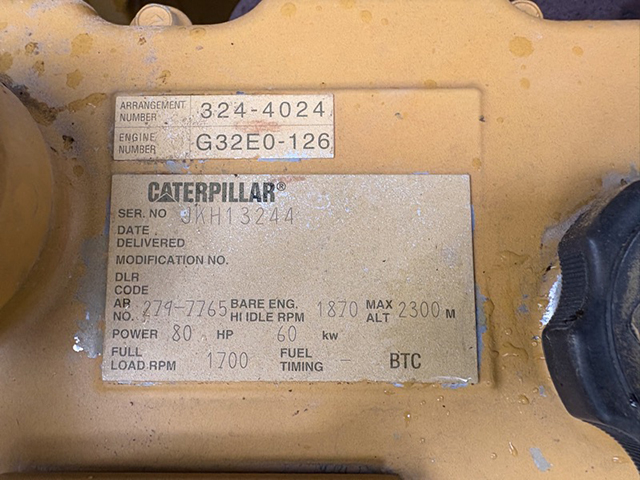 ARRANGEMENT NUMBER 324-4024
ENGINE NUMBER G32E0-126
CATERPILLAR®
SER. NO JKH13244
DATE
DELIVERED
MODIFICATION NO.
DLR
CODE
AR NO. 279-7765 BARE ENG. HI IDLE RPM 1870 MAX ALT 2300 M
POWER 80 HP 60 kw
FULL LOAD RPM 1700 FUEL TIMING - BTC